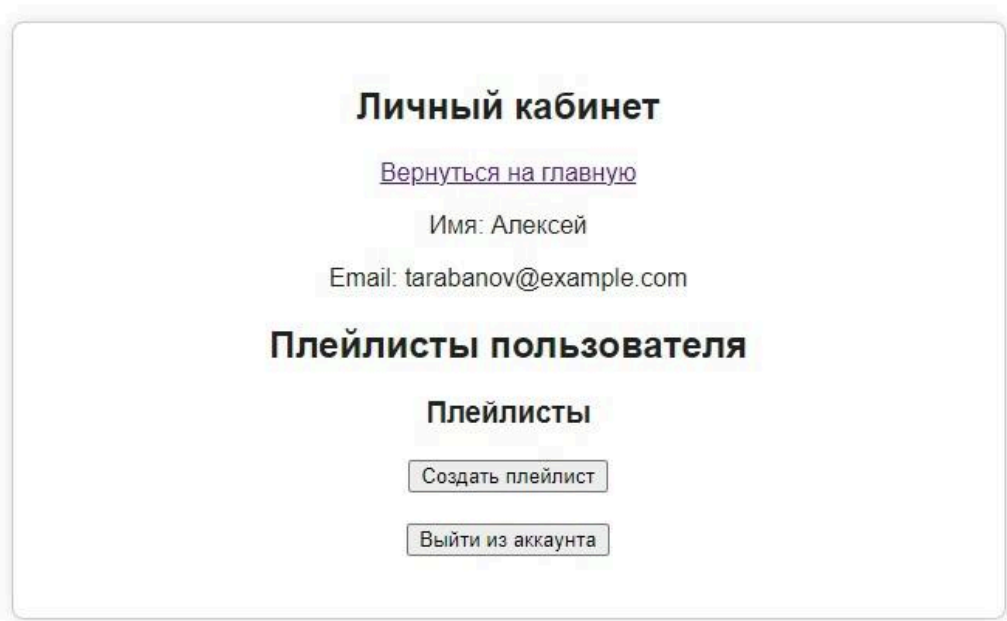 Личный кабинет
Вернуться на главную
Имя: Алексей
Email: tarabanov@example.com
Плейлисты пользователя
Плейлисты
Создать плейлист
Выйти из аккаунта